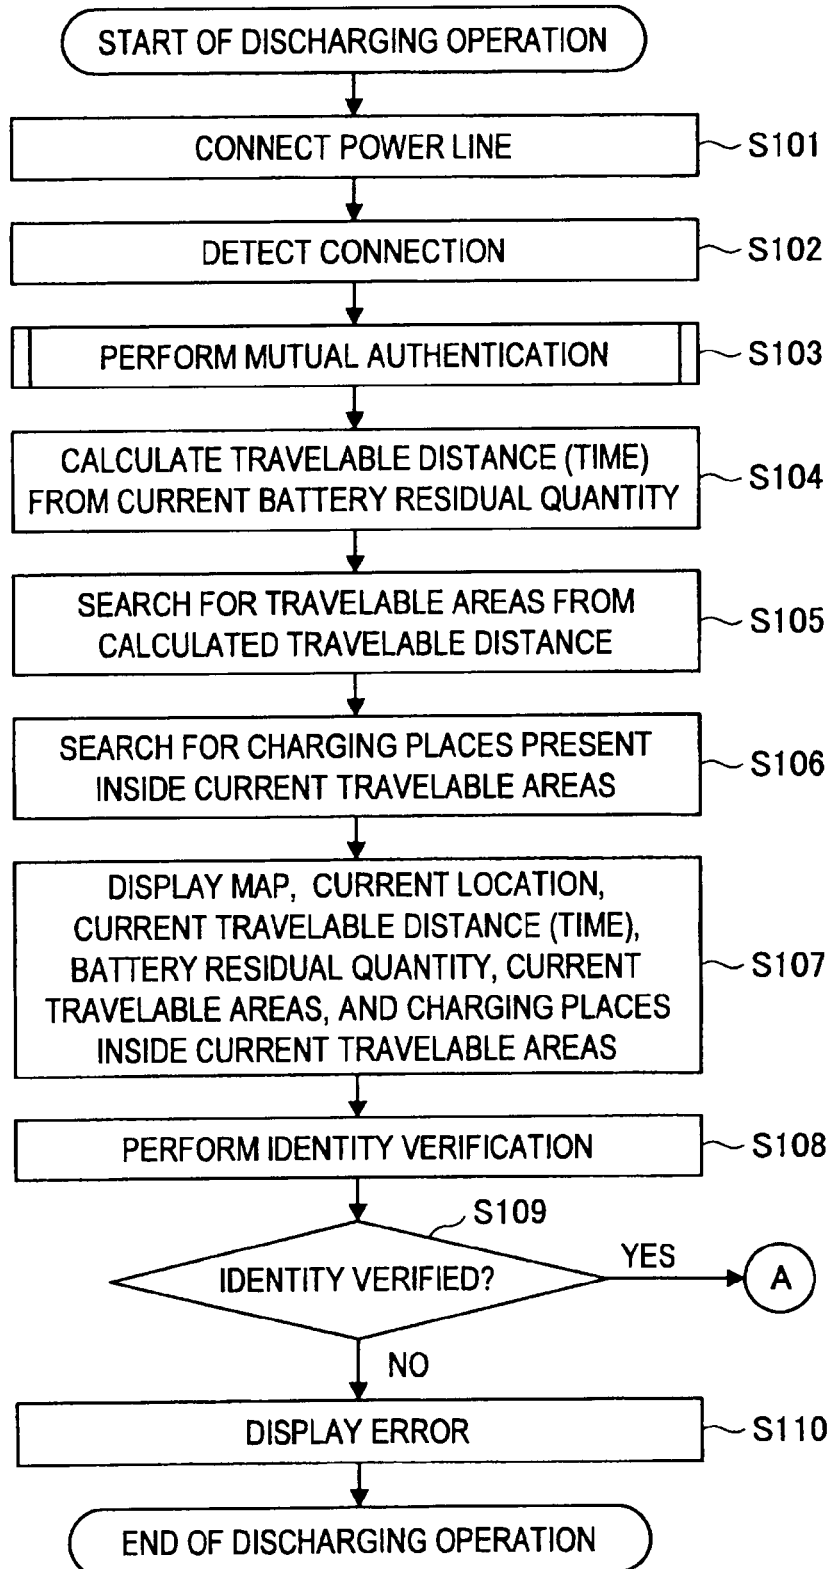 START OF DISCHARGING OPERATION
CONNECT POWER LINE
S101
DETECT CONNECTION
S102
PERFORM MUTUAL AUTHENTICATION
S103
CALCULATE TRAVELABLE DISTANCE (TIME)
FROM CURRENT BATTERY RESIDUAL QUANTITY
S104
SEARCH FOR TRAVELABLE AREAS FROM
CALCULATED TRAVELABLE DISTANCE
S105
SEARCH FOR CHARGING PLACES PRESENT
INSIDE CURRENT TRAVELABLE AREAS
S106
DISPLAY MAP, CURRENT LOCATION,
CURRENT TRAVELABLE DISTANCE (TIME),
BATTERY RESIDUAL QUANTITY, CURRENT
TRAVELABLE AREAS, AND CHARGING PLACES
INSIDE CURRENT TRAVELABLE AREAS
S107
PERFORM IDENTITY VERIFICATION
S108
S109
IDENTITY VERIFIED?
YES
A
NO
DISPLAY ERROR
S110
END OF DISCHARGING OPERATION